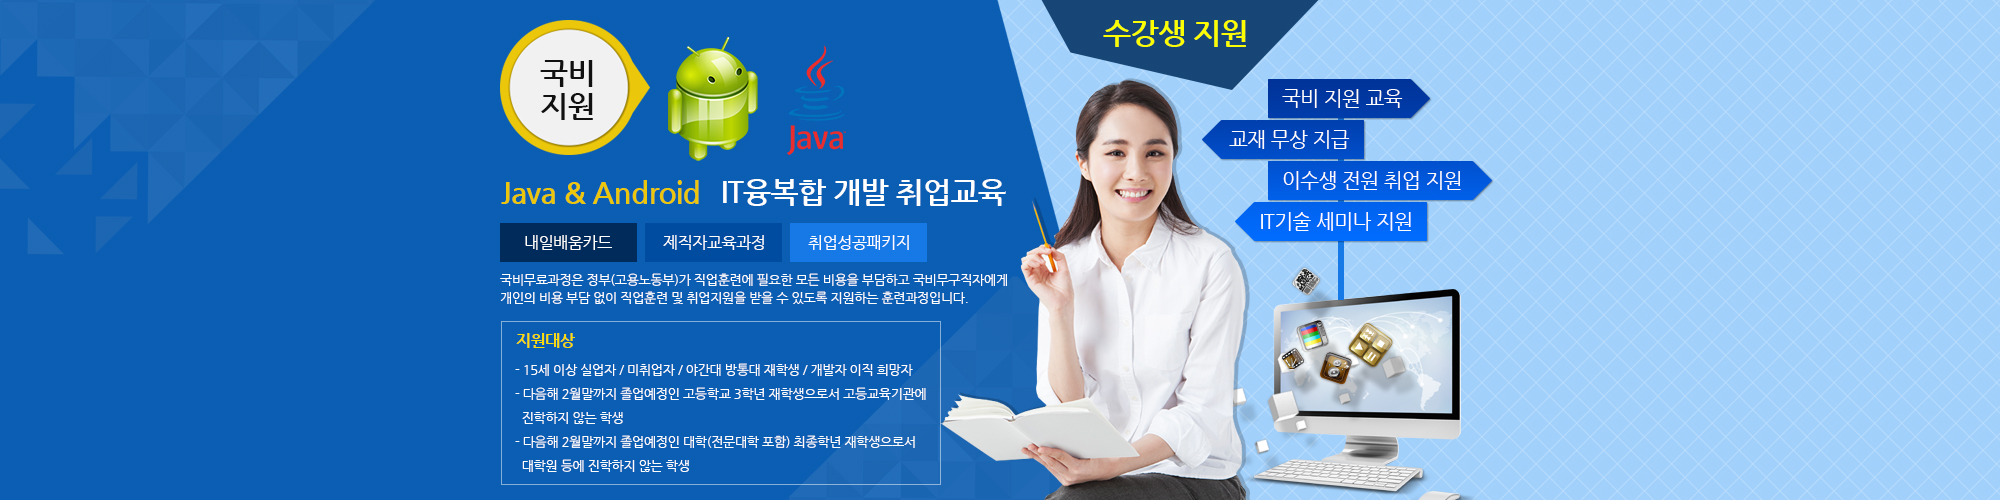 국비
지원
Java
Java & Android IT융복합 개발 취업교육
내일배움카드 제직자교육과정 취업성공패키지
국비무료과정은 정부(고용노동부)가 직업훈련에 필요한 모든 비용을 부담하고 국비무구직자에게
개인의 비용 부담 없이 직업훈련 및 취업지원을 받을 수 있도록 지원하는 훈련과정입니다.
지원대상
- 15세 이상 실업자 / 미취업자 / 야간대 방통대 재학생 / 개발자 이직 희망자
- 다음해 2월말까지 졸업예정인 고등학교 3학년 재학생으로서 고등교육기관에
진학하지 않는 학생
- 다음해 2월말까지 졸업예정인 대학(전문대학 포함) 최종학년 재학생으로서
대학원 등에 진학하지 않는 학생
수강생 지원
국비 지원 교육
교재 무상 지급
이수생 전원 취업 지원
IT기술 세미나 지원